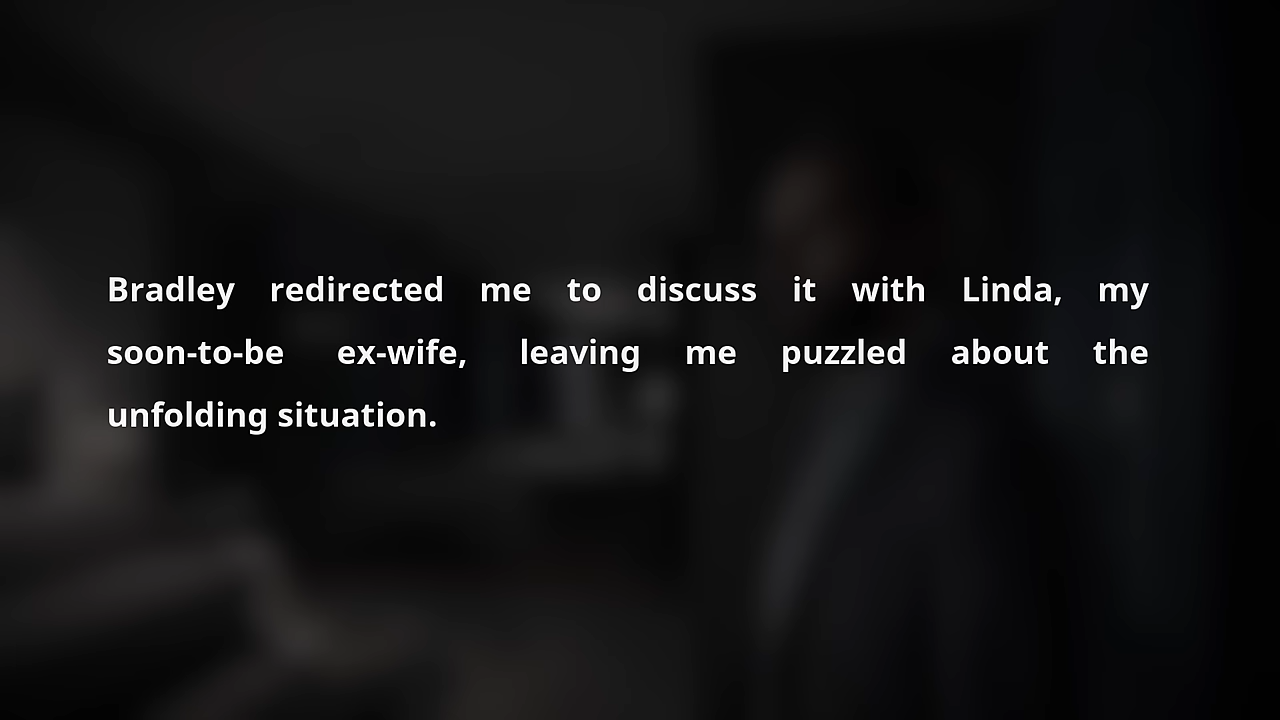 Bradley redirected me to discuss it with Linda, my
soon-to-be ex-wife, leaving me puzzled about the
unfolding situation.